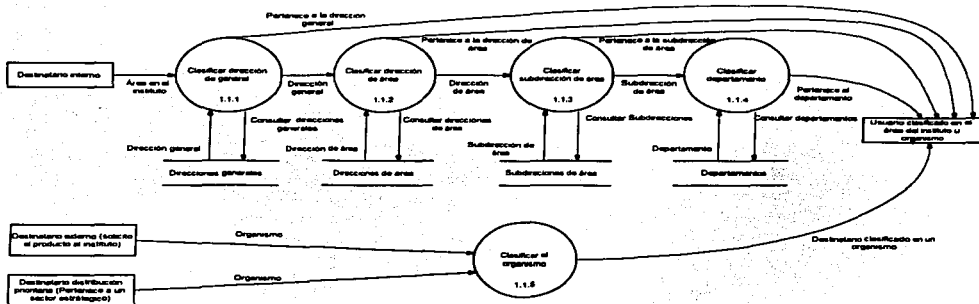 Pertenece a la dirección
general
Pertenece a la dirección de
área
Pertenece a la subdirección
de área
Destinatario interno
Área en el
instituto
Clasificar dirección
de general
1.1.1
Dirección
general
Clasificar dirección
de área
1.1.2
Dirección
de área
Clasificar
subdirección de área
1.1.3
Subdirección
de área
Clasificar
departamento
1.1.4
Pertenece al
departamento
Consultar direcciones
generales
Consultar direcciones de
área
Consultar Subdirecciones
Consultar departamentos
Usuario clasificado en el
área del instituto u
organismo
Dirección general
Dirección de área
Subdirección de
área
Departamento
Direcciones generales
Direcciones de área
Subdirecciones de área
Departamentos
Destinatario externo (solicito
el producto al instituto)
Organismo
Clasificar el
organismo
1.1.5
Destinatario clasificado en un
organismo
Destinatario distribución
prioritaria (Pertenece a un
sector estratégico)
Organismo